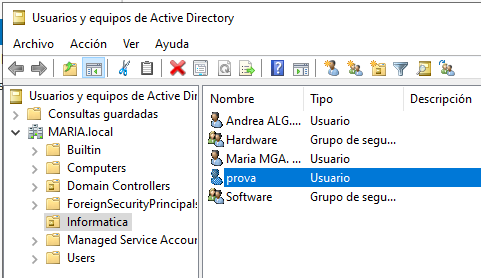 Usuarios y equipos de Active Directory
Archivo Acción Ver Ayuda
Usuarios y equipos de Active Direc
Consultas guardadas
MARIA.local
Builtin
Computers
Domain Controllers
ForeignSecurityPrincipals
Informatica
Managed Service Accoun
Users
Nombre Tipo Descripción
Andrea ALG.... Usuario
Hardware Grupo de segu...
Maria MGA. ... Usuario
prova Usuario
Software Grupo de segu...